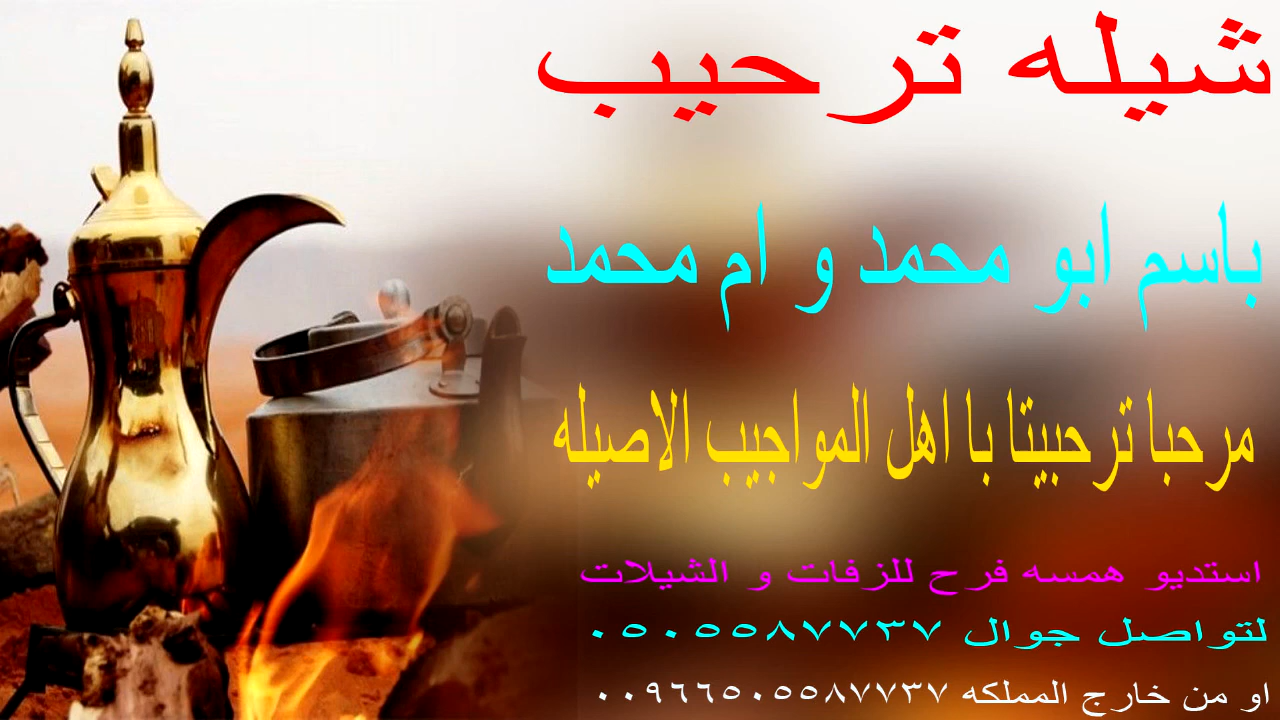 شيله ترحيب
باسم ابو محمد و ام محمد
مرحبا ترحبيتا با اهل المواجيب الاصيله
استديو همسه فرح للزفات و الشيلات
لتواصل جوال ٠٥٠٥٥٨٧٧٣٧
او من خارج المملكه ٠٠٩٦٦٥٠٥٥٨٧٧٣٧